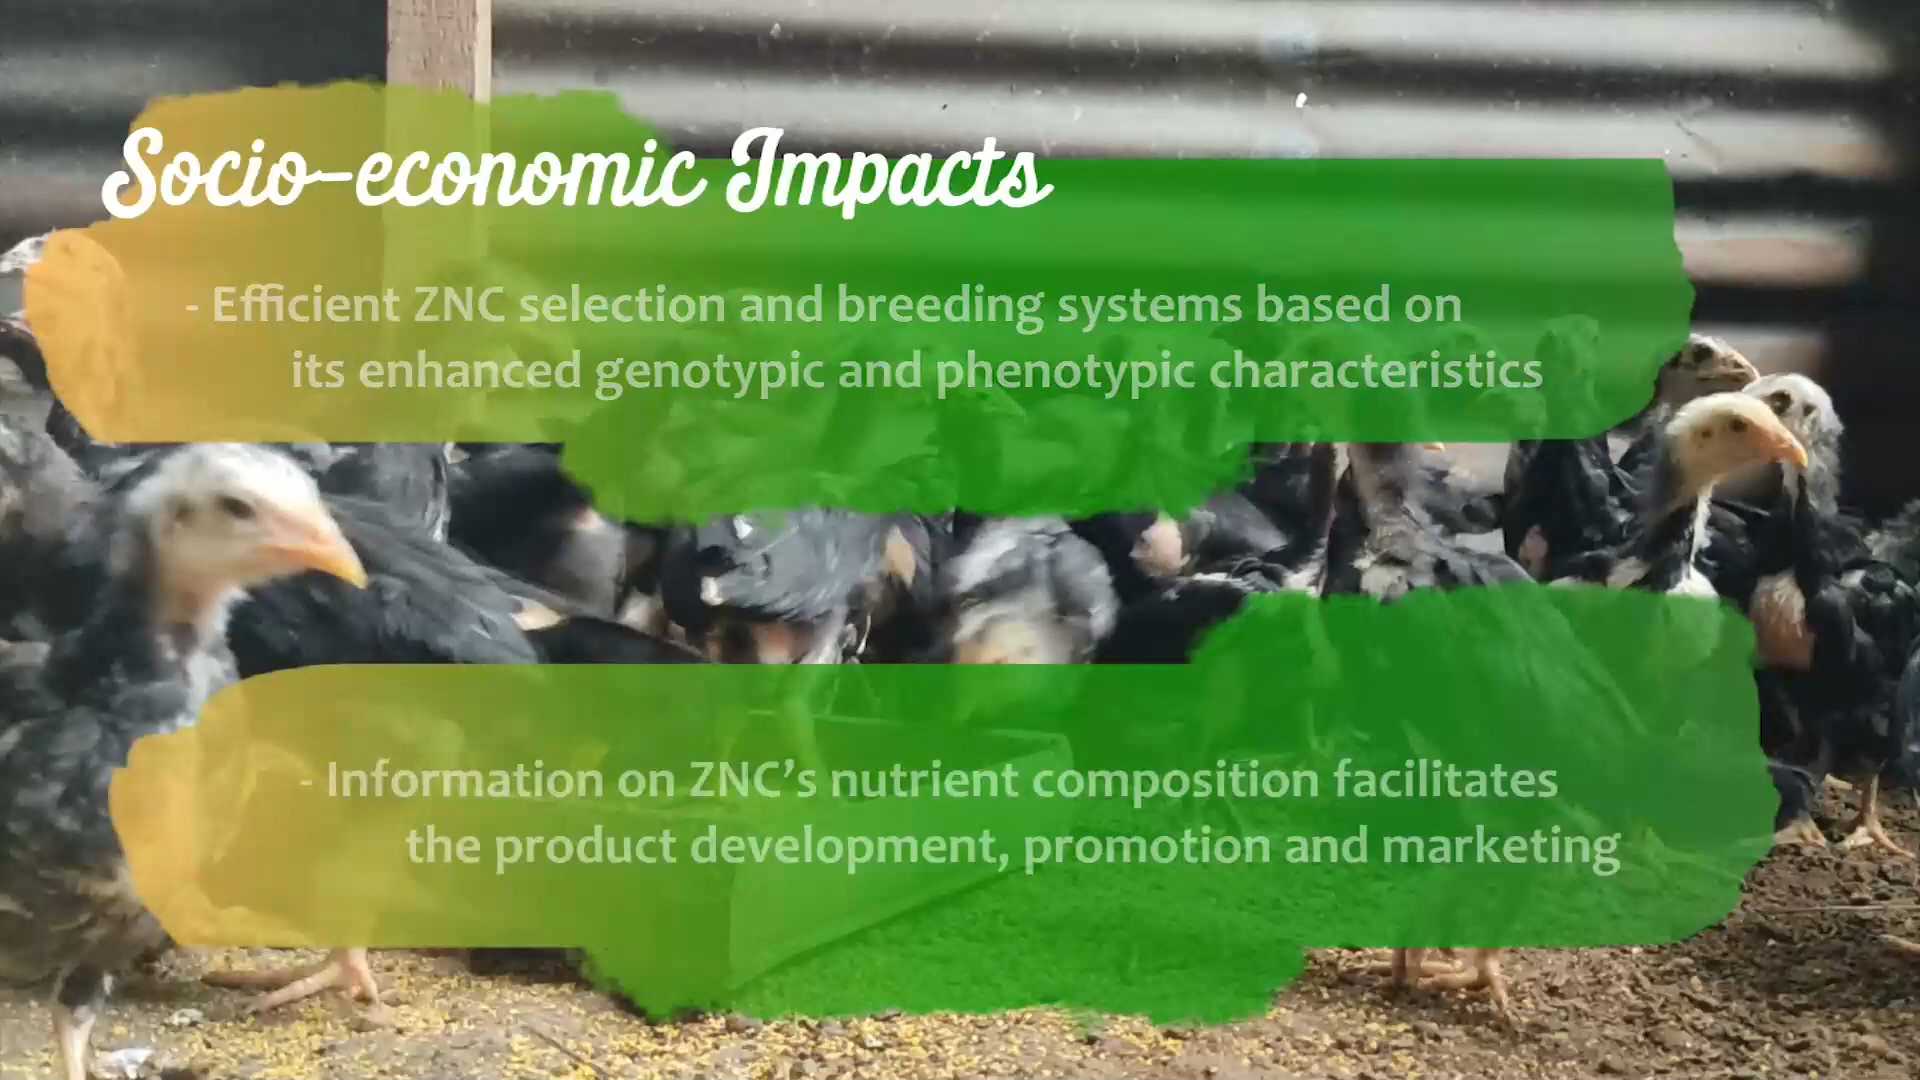 Socio-economic Impacts
- Efficient ZNC selection and breeding systems based on
its enhanced genotypic and phenotypic characteristics
- Information on ZNC’s nutrient composition facilitates
the product development, promotion and marketing